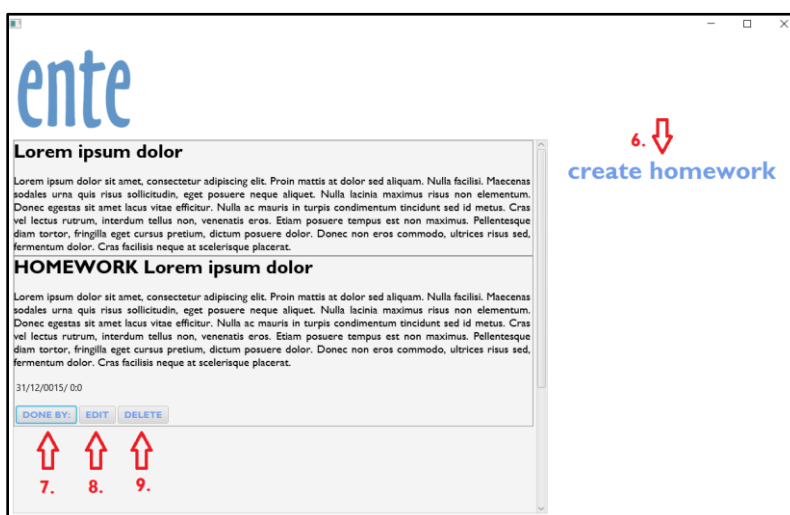 ente
Lorem ipsum dolor
Lorem ipsum dolor sit amet, consectetur adipiscing elit. Proin mattis at dolor sed aliquam. Nulla facilisi. Maecenas
sodales urna quis risus sollicitudin, eget posuere neque aliquet. Nulla lacinia maximus risus non elementum.
Donec egestas sit amet lacus vitae efficitur. Nulla ac mauris in turpis condimentum tincidunt sed id metus. Cras
vel lectus rutrum, interdum tellus non, venenatis eros. Etiam posuere tempus est non maximus. Pellentesque
diam tortor, fringilla eget cursus pretium, dictum posuere dolor. Donec non eros commodo, ultrices risus sed,
fermentum dolor. Cras facilisis neque at scelerisque placerat.
HOMEWORK Lorem ipsum dolor
Lorem ipsum dolor sit amet, consectetur adipiscing elit. Proin mattis at dolor sed aliquam. Nulla facilisi. Maecenas
sodales urna quis risus sollicitudin, eget posuere neque aliquet. Nulla lacinia maximus risus non elementum.
Donec egestas sit amet lacus vitae efficitur. Nulla ac mauris in turpis condimentum tincidunt sed id metus. Cras
vel lectus rutrum, interdum tellus non, venenatis eros. Etiam posuere tempus est non maximus. Pellentesque
diam tortor, fringilla eget cursus pretium, dictum posuere dolor. Donec non eros commodo, ultrices risus sed,
fermentum dolor. Cras facilisis neque at scelerisque placerat.
31/12/0015/ 0:0
DONE BY: EDIT DELETE
7. 8. 9.
6.
create homework